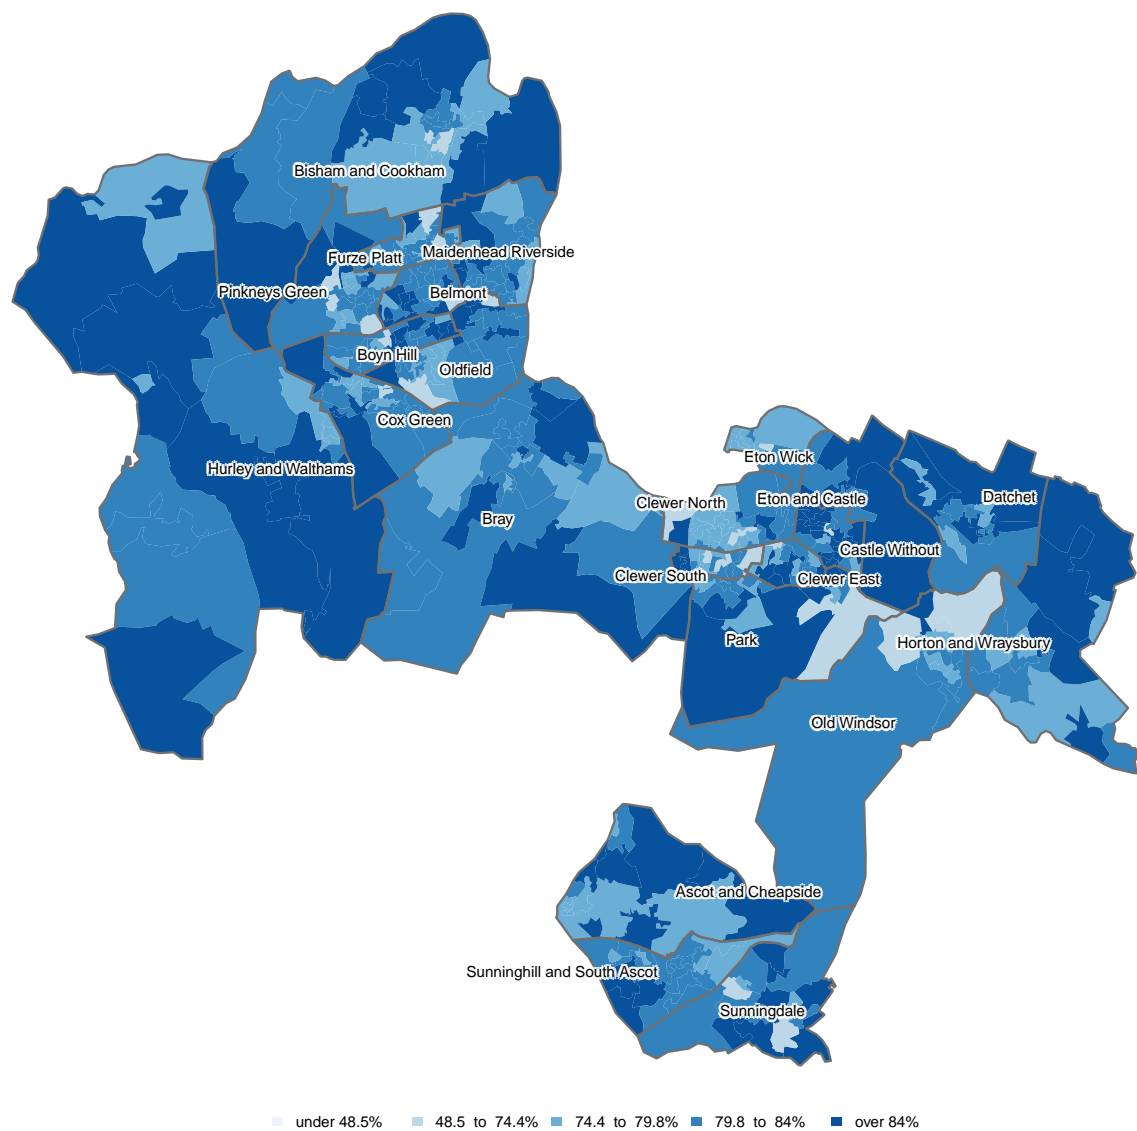 Bisham and Cookham
Furze Platt
Maidenhead Riverside
Pinkneys Green
Belmont
Boyn Hill
Oldfield
Cox Green
Hurley and Walthams
Bray
Eton Wick
Clewer North
Eton and Castle
Datchet
Castle Without
Clewer South
Clewer East
Park
Horton and Wraysbury
Old Windsor
Ascot and Cheapside
Sunninghill and South Ascot
Sunningdale
under 48.5% 48.5 to 74.4% 74.4 to 79.8% 79.8 to 84% over 84%